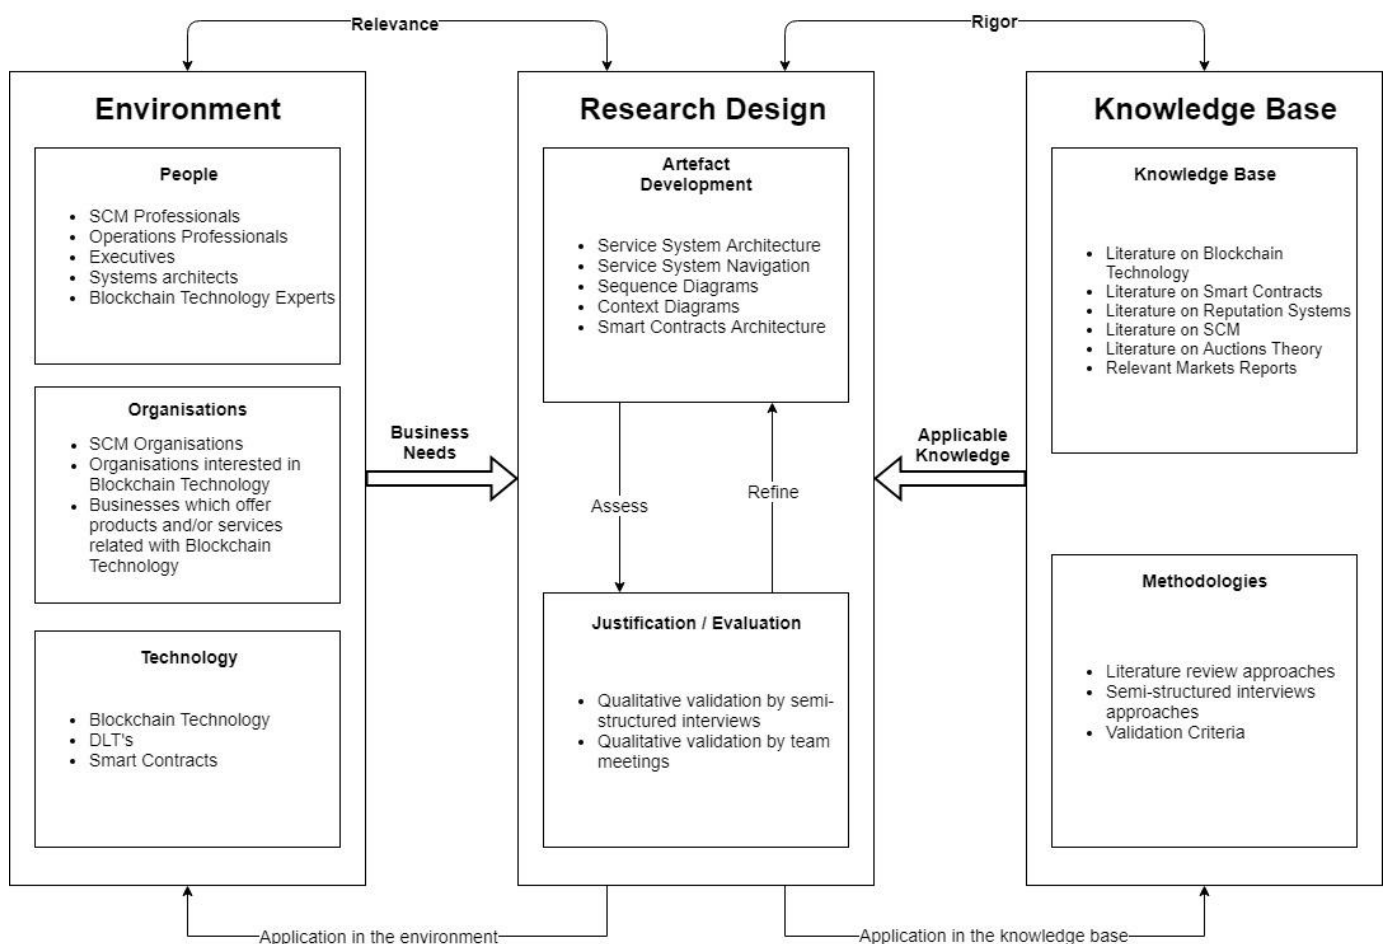 Relevance
Rigor
Environment
People
SCM Professionals
Operations Professionals
Executives
Systems architects
Blockchain Technology Experts
Organisations
SCM Organisations
Organisations interested in
Blockchain Technology
Businesses which offer
products and/or services
related with Blockchain
Technology
Technology
Blockchain Technology
DLT's
Smart Contracts
Business
Needs
Research Design
Artefact
Development
Service System Architecture
Service System Navigation
Sequence Diagrams
Context Diagrams
Smart Contracts Architecture
Assess
Refine
Justification / Evaluation
Qualitative validation by semi-
structured interviews
Qualitative validation by team
meetings
Applicable
Knowledge
Knowledge Base
Knowledge Base
Literature on Blockchain
Technology
Literature on Smart Contracts
Literature on Reputation Systems
Literature on SCM
Literature on Auctions Theory
Relevant Markets Reports
Methodologies
Literature review approaches
Semi-structured interviews
approaches
Validation Criteria
Application in the environment
Application in the knowledge base